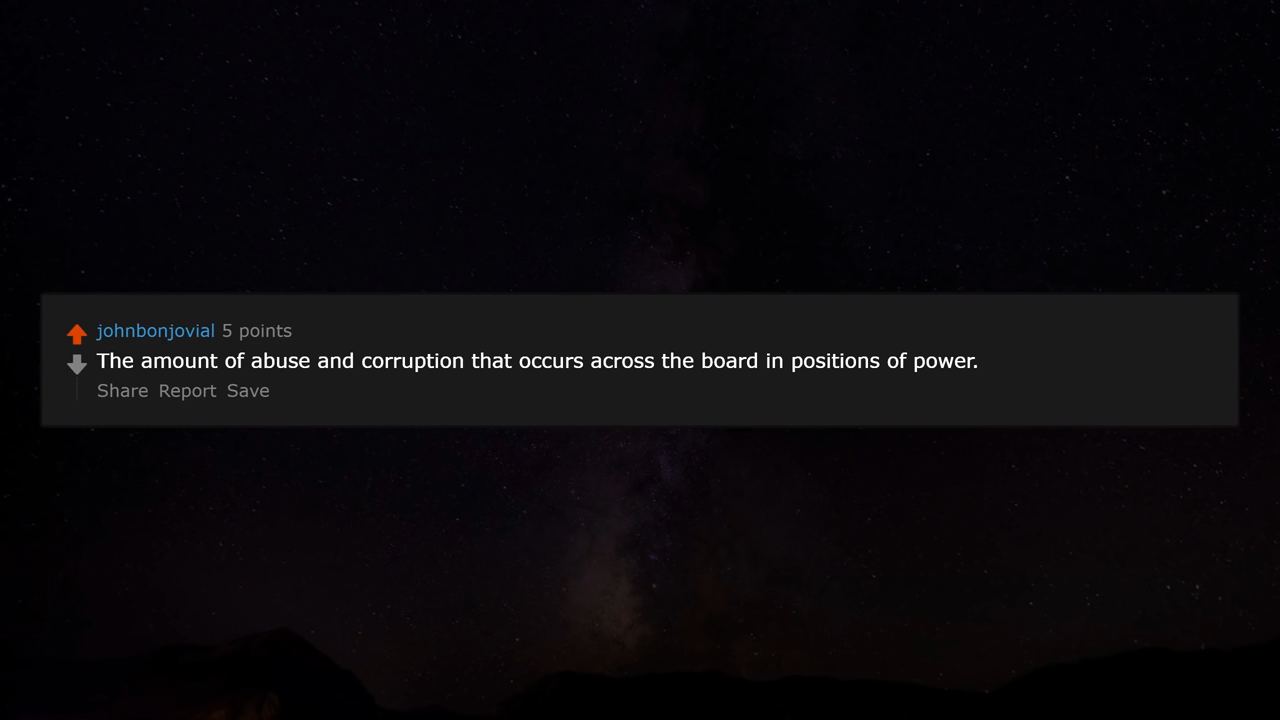 johnbonjovial 5 points
The amount of abuse and corruption that occurs across the board in positions of power.
Share Report Save